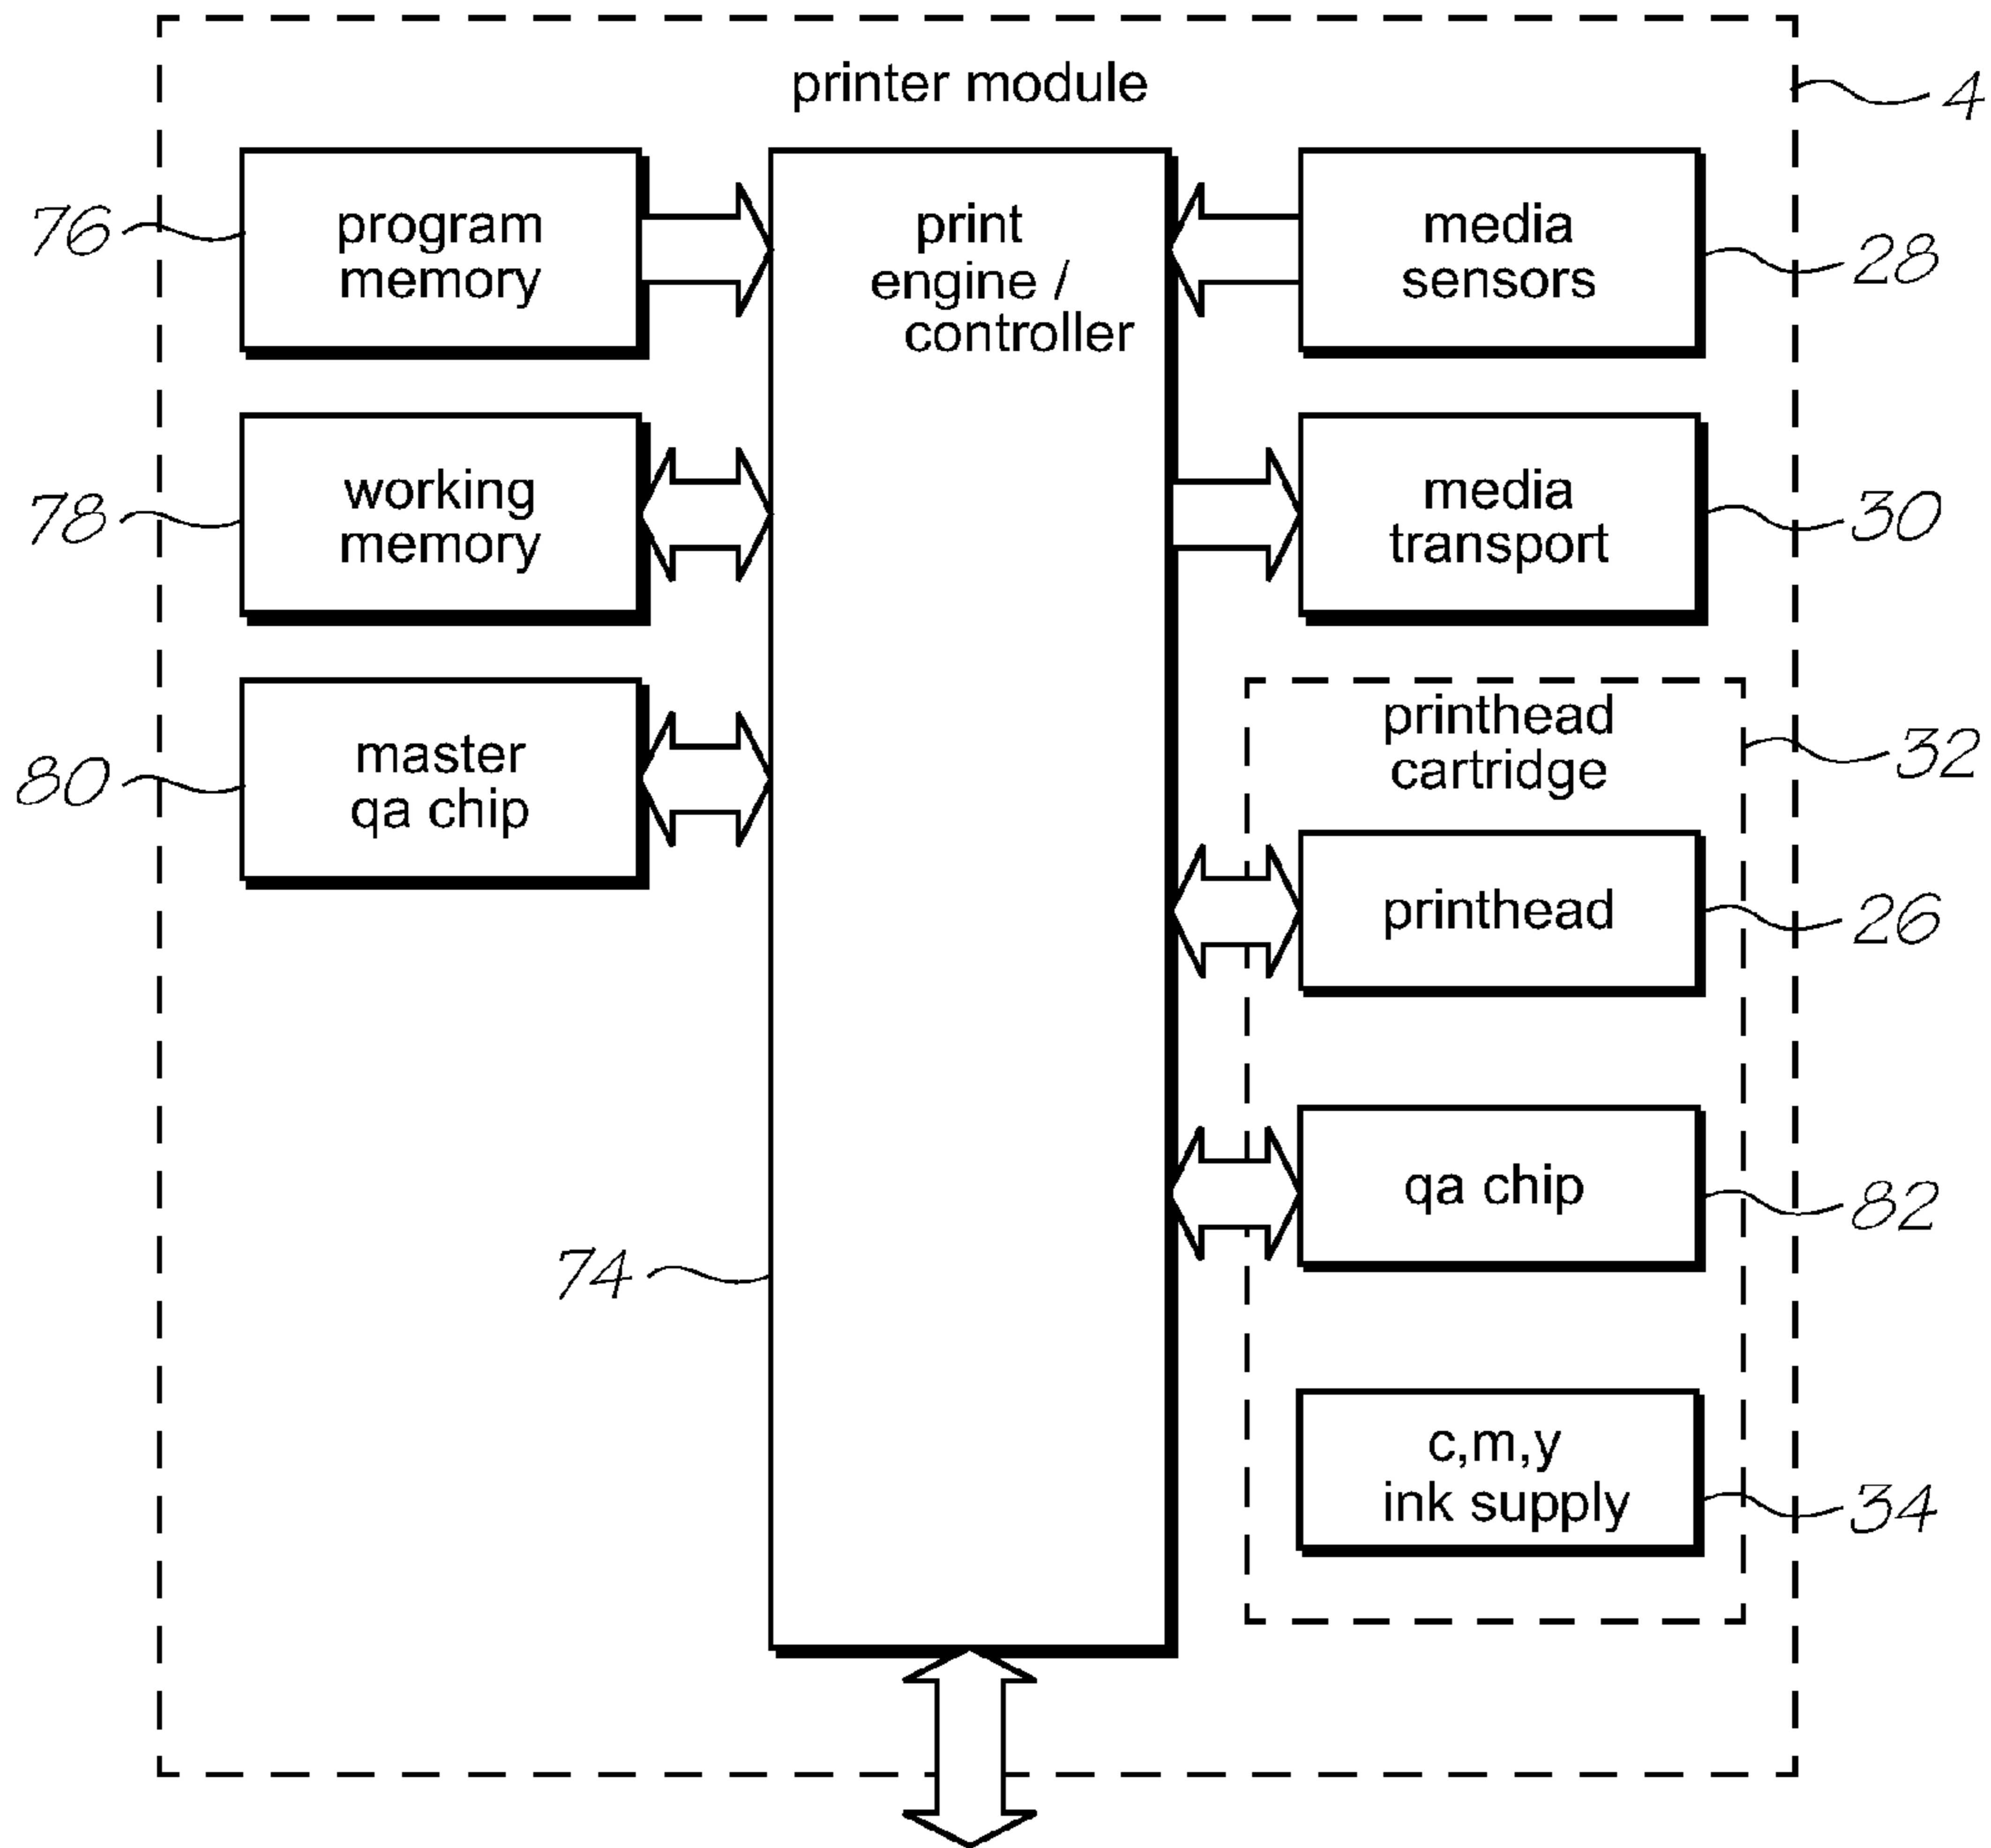 printer module
4
76
program
memory
print
engine /
controller
media
sensors
28
78
working
memory
media
transport
30
80
master
qa chip
printhead
cartridge
32
printhead
26
74
qa chip
82
c,m,y
ink supply
34